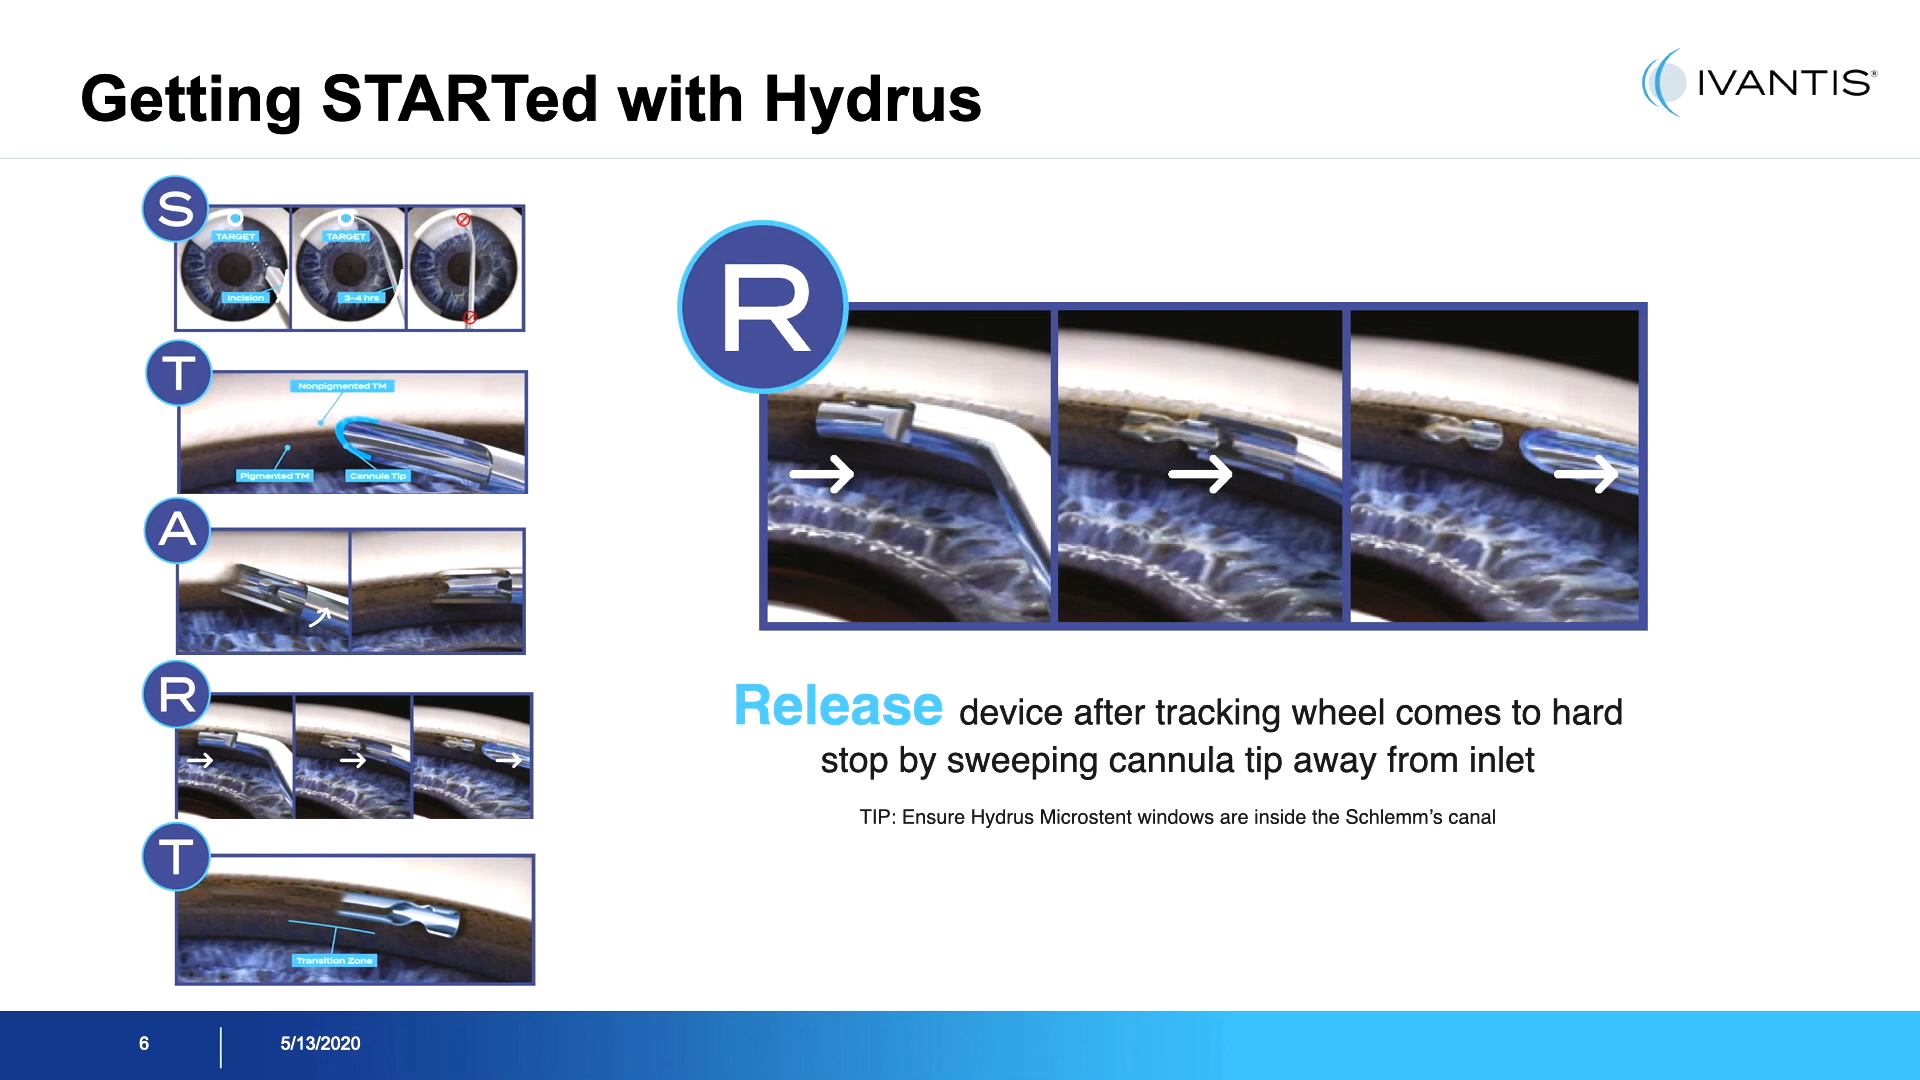 Getting STARTed with Hydrus
IVANTIS®
S
TARGET
Incision
TARGET
3-4 hrs
T
Nonpigmented TM
Pigmented TM
Cannula Tip
A
R
T
Transition Zone
R
Release device after tracking wheel comes to hard
stop by sweeping cannula tip away from inlet
TIP: Ensure Hydrus Microstent windows are inside the Schlemm’s canal
6
5/13/2020